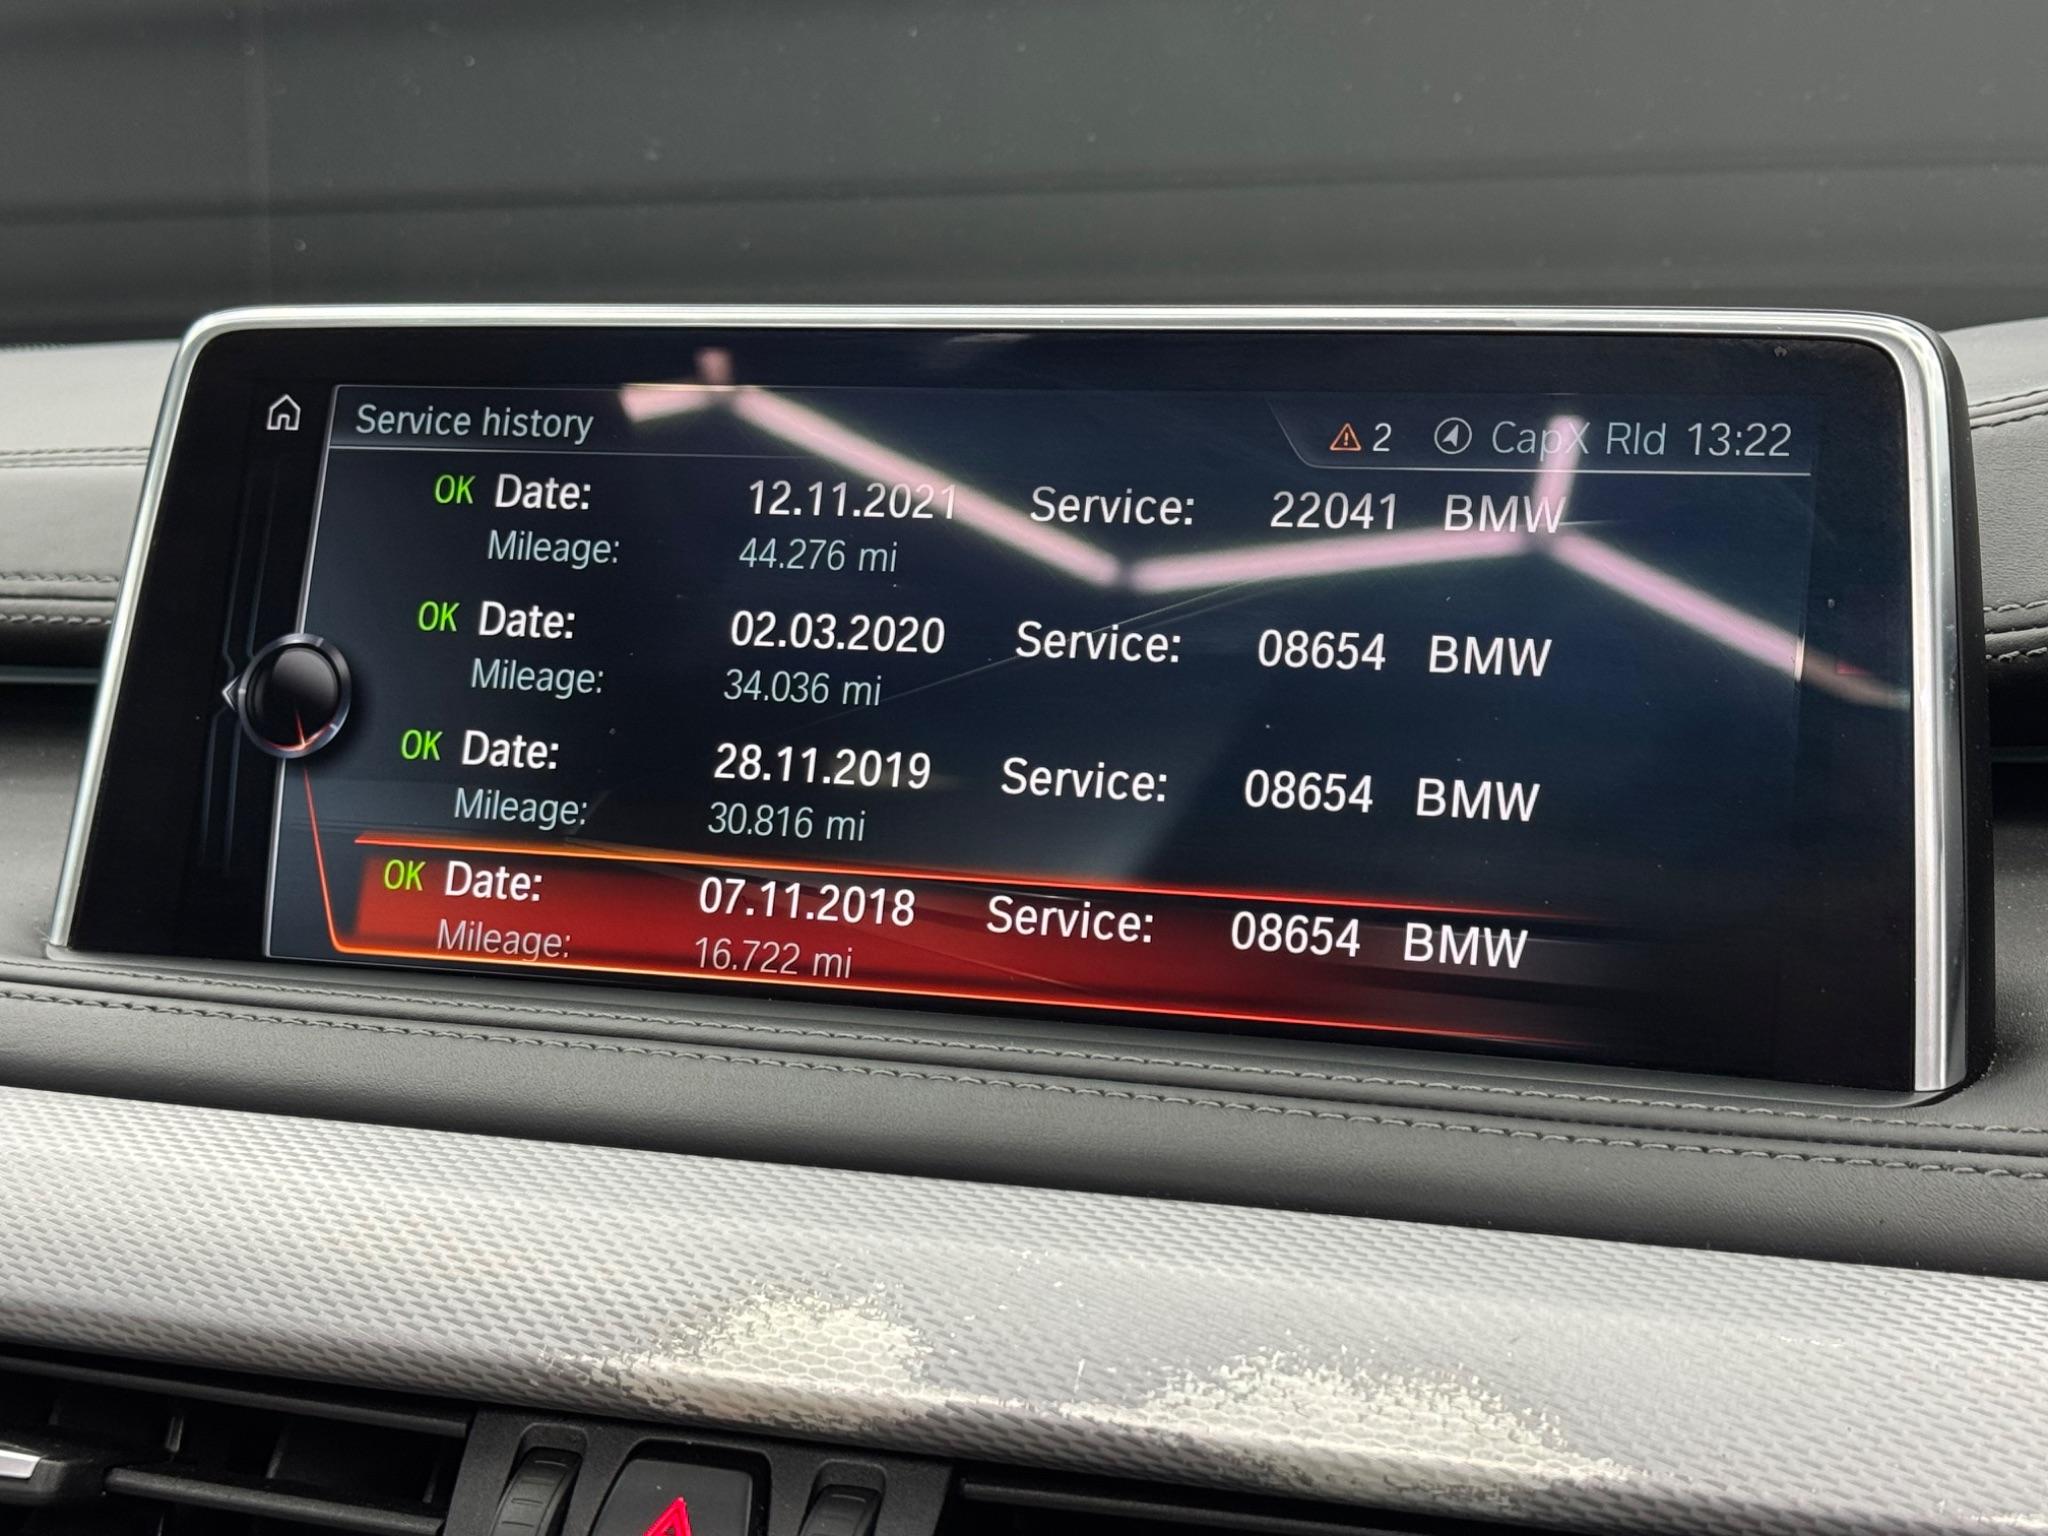 Service history
2 CapX Rld 13:22
OK Date: 12.11.2021 Service: 22041 BMW
Mileage: 44.276 mi
OK Date: 02.03.2020 Service: 08654 BMW
Mileage: 34.036 mi
OK Date: 28.11.2019 Service: 08654 BMW
Mileage: 30.816 mi
OK Date: 07.11.2018 Service: 08654 BMW
Mileage: 16.722 mi